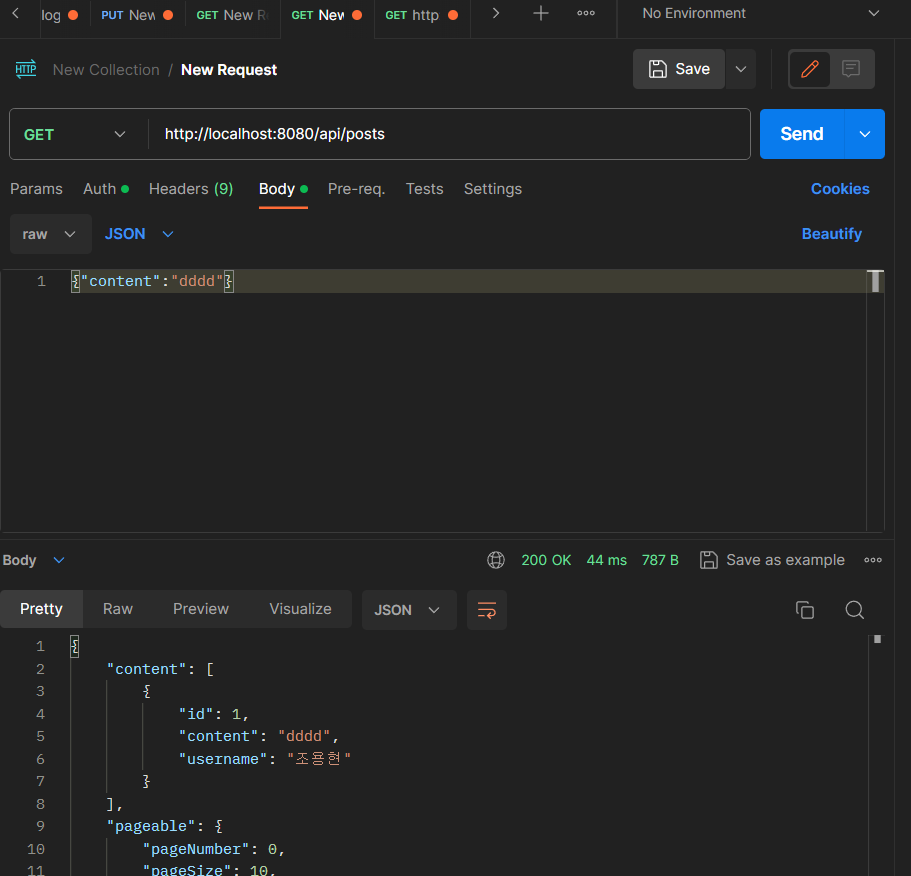 log PUT New GET New R GET New GET http No Environment
HTTP New Collection / New Request Save
GET http://localhost:8080/api/posts Send
Params Auth Headers (9) Body Pre-req. Tests Settings Cookies
raw JSON Beautify
1 {"content":"dddd"}
Body 200 OK 44 ms 787 B Save as example
Pretty Raw Preview Visualize JSON
1 {
2 "content": [
3 {
4 "id": 1,
5 "content": "dddd",
6 "username": "조용현"
7 }
8 ],
9 "pageable": {
10 "pageNumber": 0,
11 "pageSize": 10,